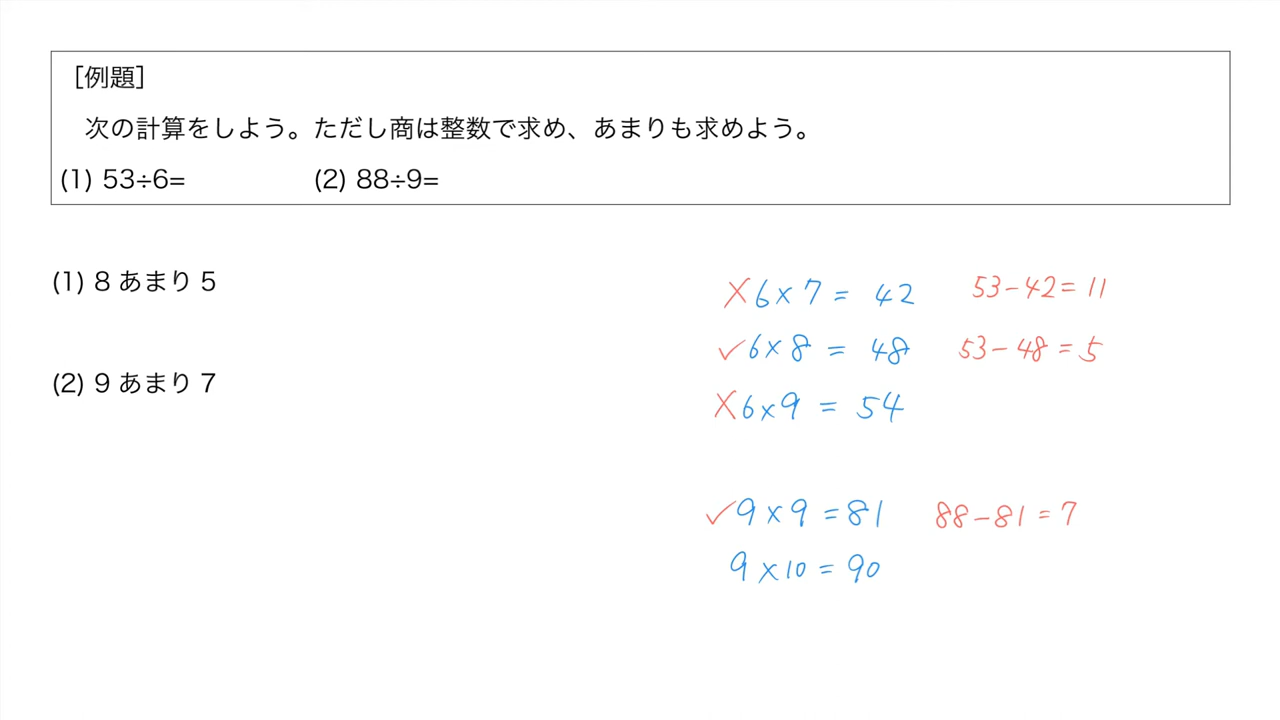 ［例題］
次の計算をしよう。ただし商は整数で求め、あまりも求めよう。
(1) 53÷6= (2) 88÷9=
(1) 8 あまり 5
(2) 9 あまり 7
✗ 6×7 = 42 53-42=11
✓ 6×8 = 48 53-48=5
✗ 6×9 = 54
✓ 9×9=81 88-81=7
9×10=90